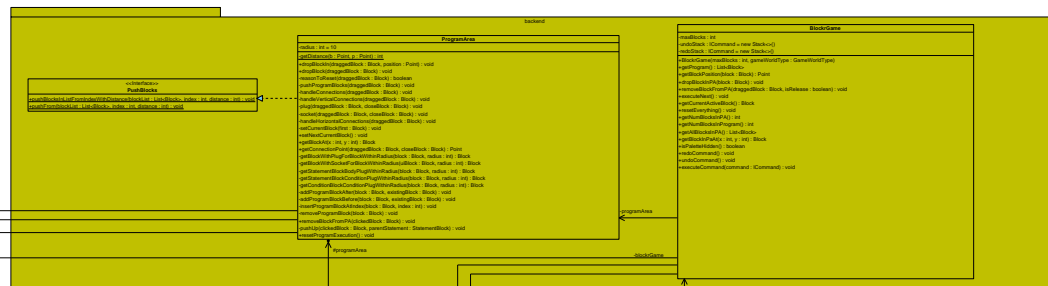 backend
<<Interface>>
PushBlocks
+pushBlocksInListFromIndexWithDistance(blockList : List<Block>, index : int, distance : int) : void
+pushFrom(blockList : List<Block>, index : int, distance : int) : void
ProgramArea
-radius : int = 10
-getDistance(b : Point, p : Point) : int
+dropBlockIn(draggedBlock : Block, position : Point) : void
+dropBlock(draggedBlock : Block) : void
-reasonToReset(draggedBlock : Block) : boolean
-pushProgramBlocks(draggedBlock : Block) : void
-handleConnections(draggedBlock : Block) : void
-handleVerticalConnections(draggedBlock : Block) : void
-plug(draggedBlock : Block, closeBlock : Block) : void
-socket(draggedBlock : Block, closeBlock : Block) : void
-handleHorizontalConnections(draggedBlock : Block) : void
-setCurrentBlock(first : Block) : void
+setNextCurrentBlock() : void
+getBlockAt(x : int, y : int) : Block
+getConnectionPoint(draggedBlock : Block, closeBlock : Block) : Point
-getBlockWithPlugForBlockWithinRadius(block : Block, radius : int) : Block
-getBlockWithSocketForBlockWithinRadius(uBlock : Block, radius : int) : Block
-getStatementBlockBodyPlugWithinRadius(block : Block, radius : int) : Block
-getStatementBlockConditionPlugWithinRadius(block : Block, radius : int) : Block
-getConditionBlockConditionPlugWithinRadius(block : Block, radius : int) : Block
-addProgramBlockAfter(block : Block, existingBlock : Block) : void
-addProgramBlockBefore(block : Block, existingBlock : Block) : void
-insertProgramBlockAtIndex(block : Block, index : int) : void
-removeProgramBlock(block : Block) : void
+removeBlockFromPA(clickedBlock : Block) : void
-pushUp(clickedBlock : Block, parentStatement : StatementBlock) : void
+resetProgramExecution() : void
BlockrGame
-maxBlocks : int
-undoStack : ICommand = new Stack<>()
-redoStack : ICommand = new Stack<>()
+BlockrGame(maxBlocks : int, gameWorldType : GameWorldType)
+getProgram() : List<Block>
+getBlockPosition(block : Block) : Point
+dropBlockInPA(draggedBlock : Block) : void
+removeBlockFromPA(draggedBlock : Block, isRelease : boolean) : void
+executeNext() : void
+getCurrentActiveBlock() : Block
+resetEverything() : void
+getNumBlocksInPA() : int
+getNumBlocksInProgram() : int
+getAllBlocksInPA() : List<Block>
+getBlockInPaAt(x : int, y : int) : Block
+isPaletteHidden() : boolean
+redoCommand() : void
+undoCommand() : void
+executeCommand(command : ICommand) : void
-programArea
#programArea
-blockrGame